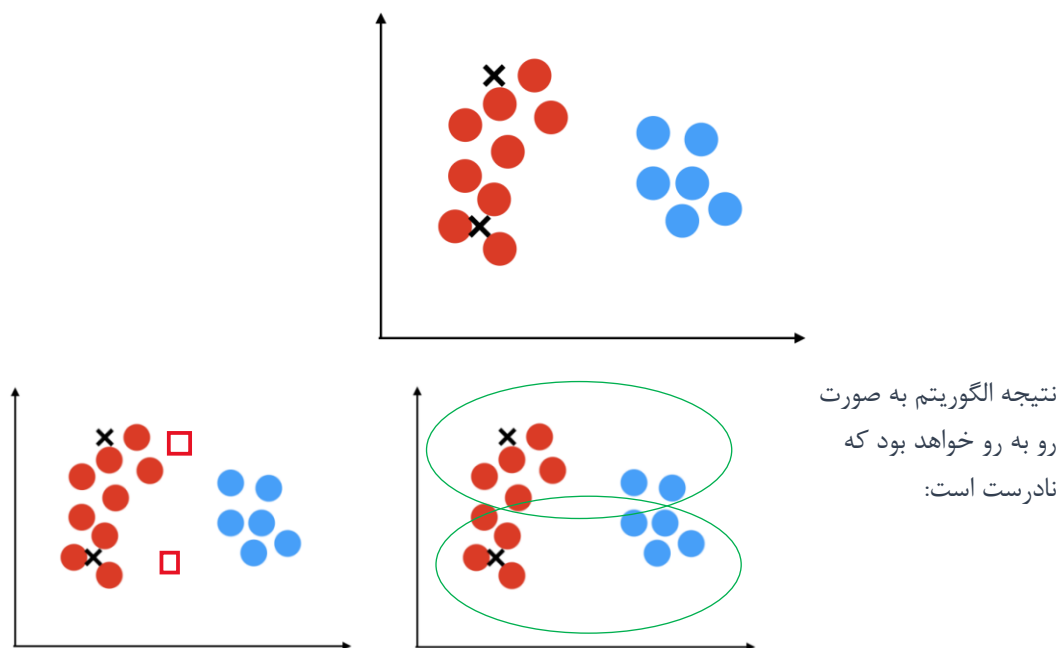 نتیجه الگوریتم به صورت
رو به رو خواهد بود که
نادرست است: